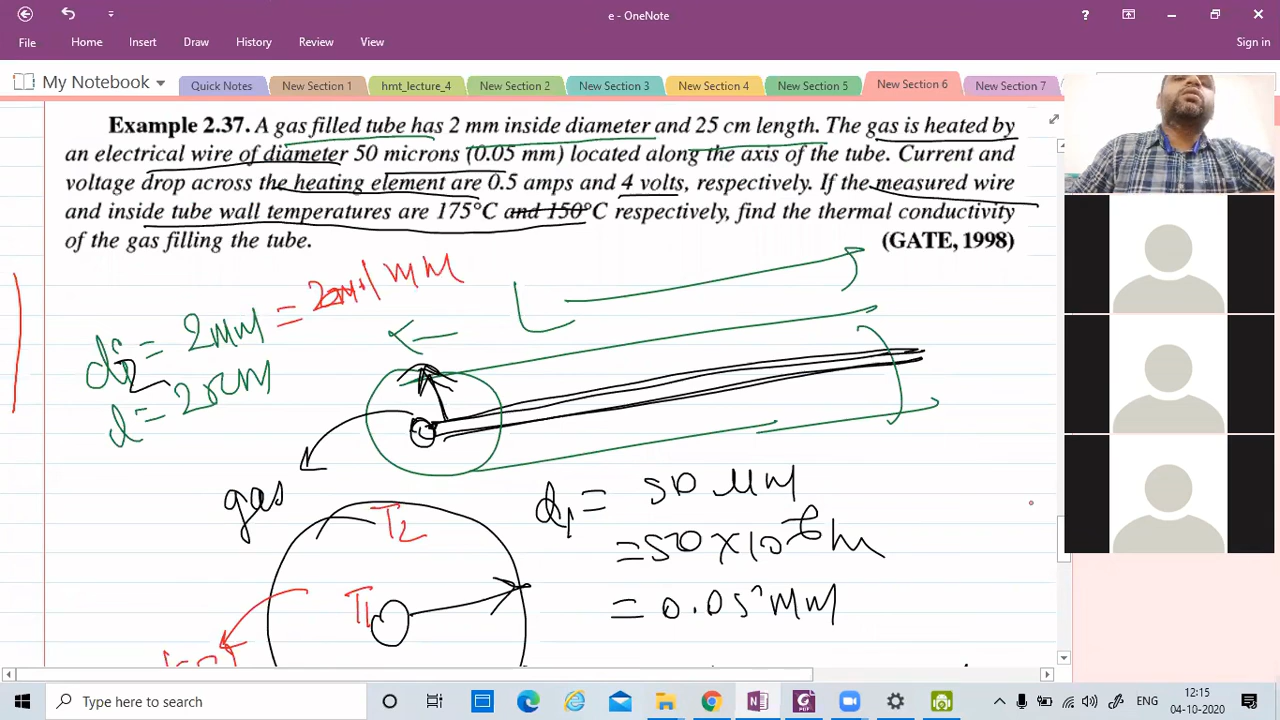 e - OneNote
File Home Insert Draw History Review View Sign in
My Notebook Quick Notes New Section 1 hmt_lecture_4 New Section 2 New Section 3 New Section 4 New Section 5 New Section 6 New Section 7
Example 2.37. A gas filled tube has 2 mm inside diameter and 25 cm length. The gas is heated by
an electrical wire of diameter 50 microns (0.05 mm) located along the axis of the tube. Current and
voltage drop across the heating element are 0.5 amps and 4 volts, respectively. If the measured wire
and inside tube wall temperatures are 175°C and 150°C respectively, find the thermal conductivity
of the gas filling the tube. (GATE, 1998)
= 2mm =
L
l = 25cm
gas
d1 = 50 μm
= 50 x 10-6 m
= 0.05 mm
T2
T1
Type here to search
ENG
2:15
04-10-2020